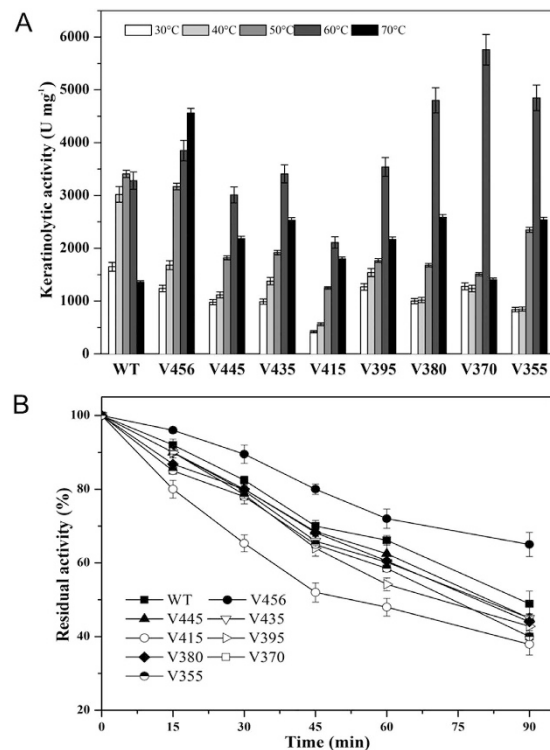 A
30°C 40°C 50°C 60°C 70°C
Keratinolytic activity (U mg⁻¹)
6000
5000
4000
3000
2000
1000
0
WT V456 V445 V435 V415 V395 V380 V370 V355
B
Residual activity (%)
100
80
60
40
20
WT V456
V445 V435
V415 V395
V380 V370
V355
0 15 30 45 60 75 90
Time (min)